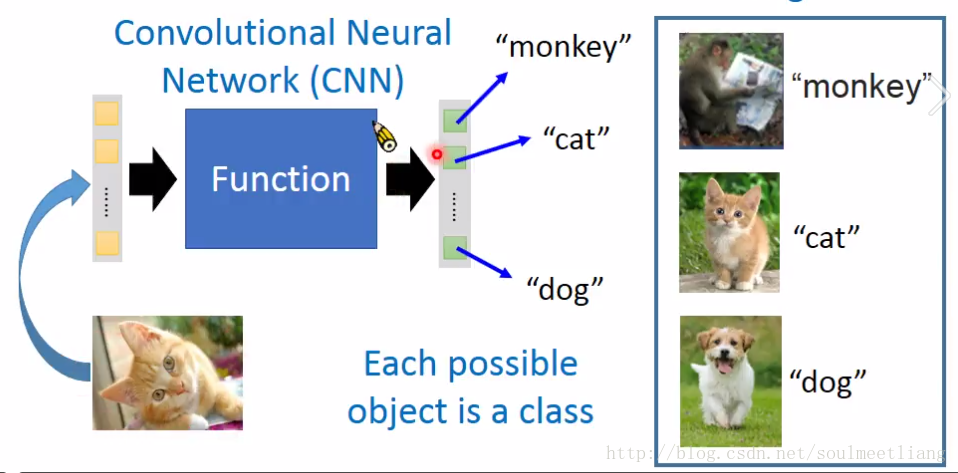 Convolutional Neural
Network (CNN)
Function
“monkey”
“cat”
“dog”
Each possible
object is a class
“monkey”
“cat”
“dog”
http://blog.csdn.net/soulmeetliang